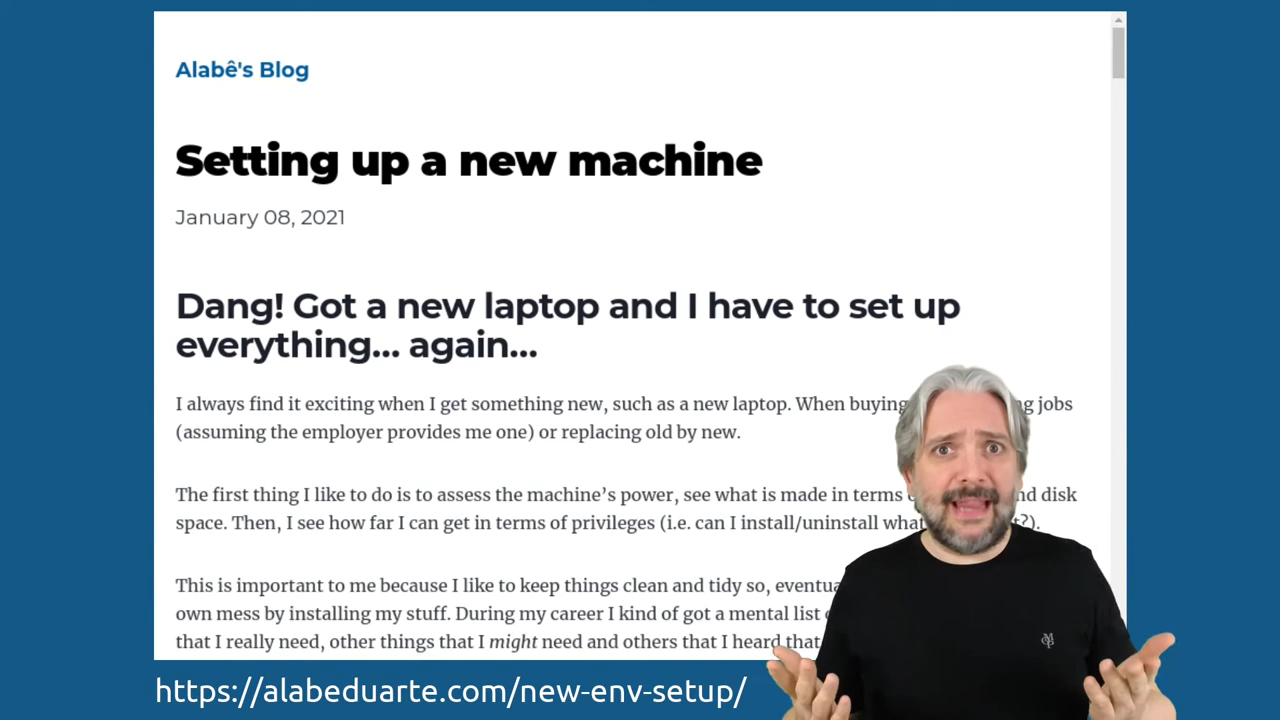 Alabê's Blog
Setting up a new machine
January 08, 2021
Dang! Got a new laptop and I have to set up
everything... again...
I always find it exciting when I get something new, such as a new laptop. When buying jobs
(assuming the employer provides me one) or replacing old by new.
The first thing I like to do is to assess the machine's power, see what is made in terms disk
space. Then, I see how far I can get in terms of privileges (i.e. can I install/uninstall
This is important to me because I like to keep things clean and tidy so,
own mess by installing my stuff. During my career I kind of got a mental list
that I really need, other things that I might need and others that I heard that
https://alabeduarte.com/new-env-setup/